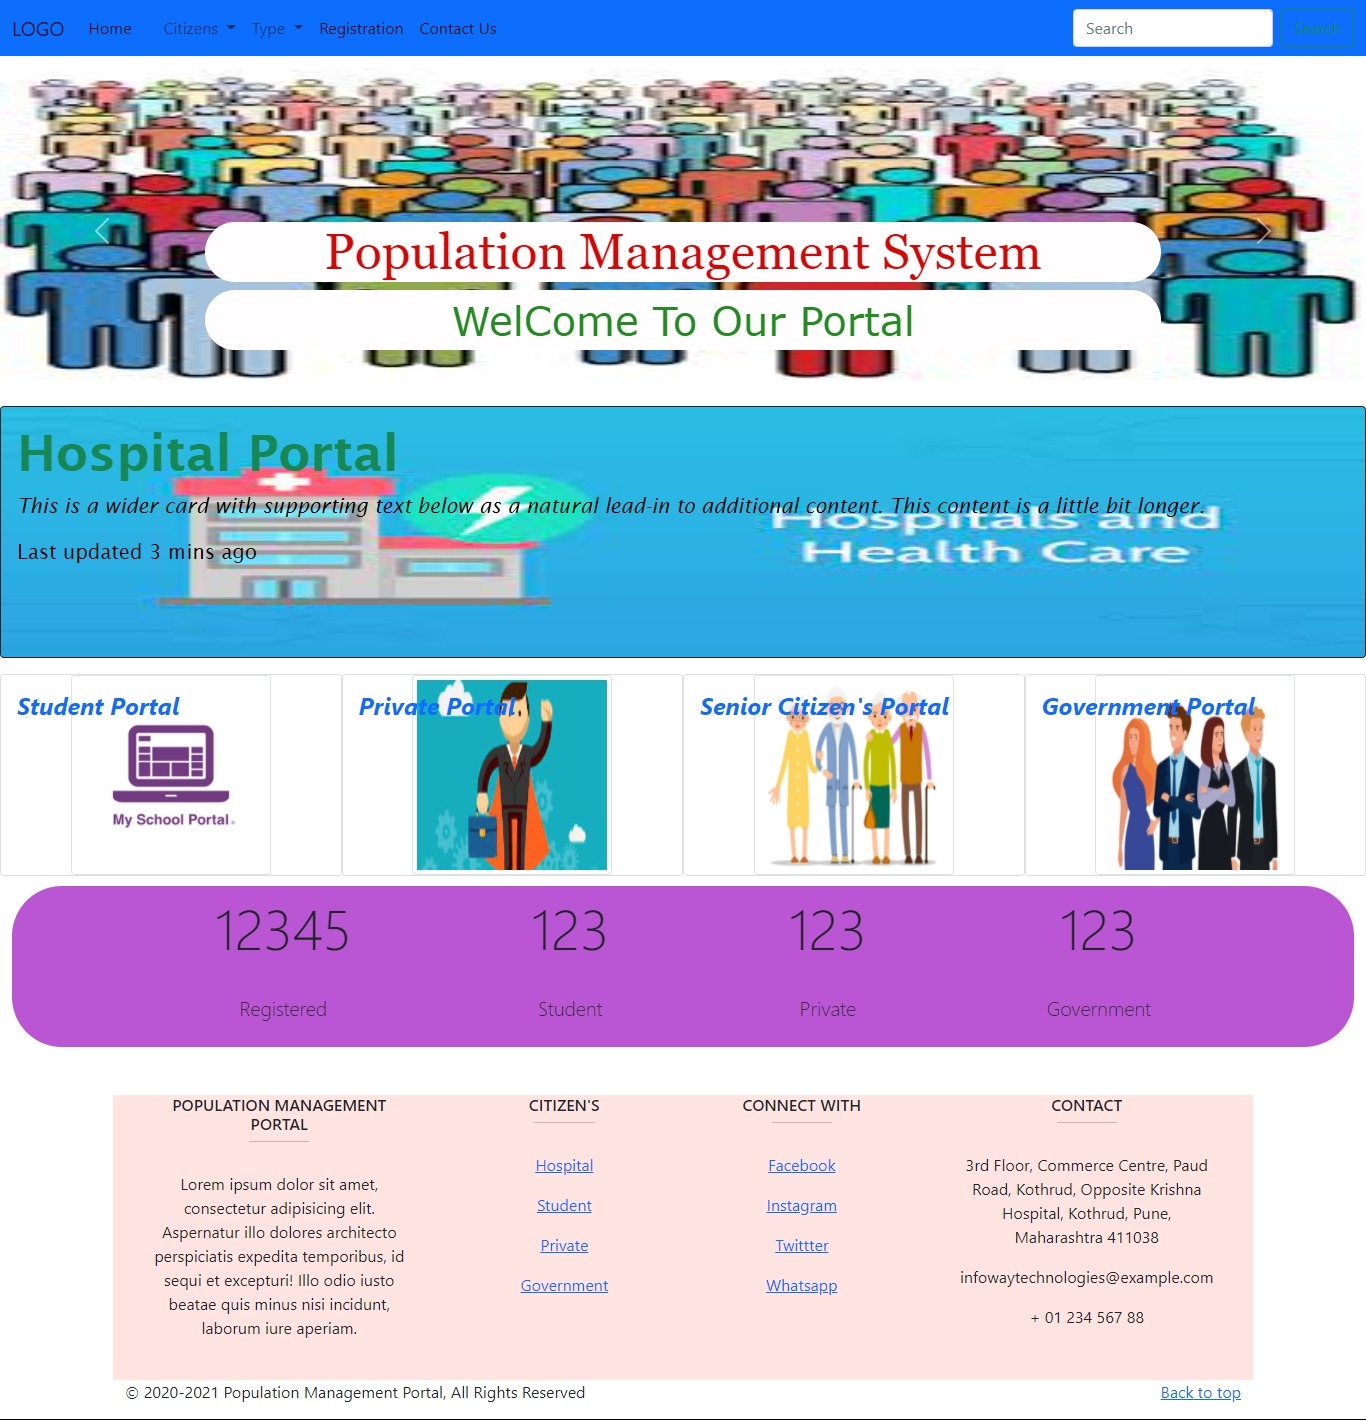 LOGO Home Citizens Type Registration Contact Us Search Search
Population Management System
WelCome To Our Portal
Hospital Portal
This is a wider card with supporting text below as a natural lead-in to additional content. This content is a little bit longer.
Hospitals and
Health Care
Last updated 3 mins ago
Student Portal
My School Portal
Private Portal
Senior Citizen's Portal
Government Portal
12345 123 123 123
Registered Student Private Government
POPULATION MANAGEMENT
PORTAL
Lorem ipsum dolor sit amet,
consectetur adipisicing elit.
Aspernatur illo dolores architecto
perspiciatis expedita temporibus, id
sequi et excepturi! Illo odio iusto
beatae quis minus nisi incidunt,
laborum iure aperiam.
CITIZEN'S
Hospital
Student
Private
Government
CONNECT WITH
Facebook
Instagram
Twittter
Whatsapp
CONTACT
3rd Floor, Commerce Centre, Paud
Road, Kothrud, Opposite Krishna
Hospital, Kothrud, Pune,
Maharashtra 411038
infowaytechnologies@example.com
+ 01 234 567 88
© 2020-2021 Population Management Portal, All Rights Reserved
Back to top